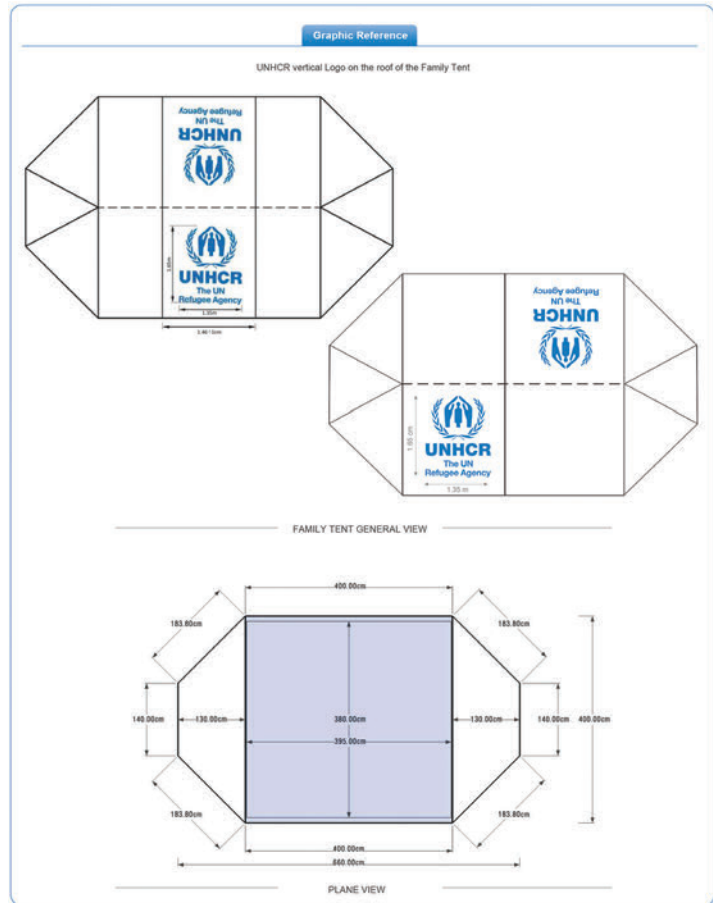 Graphic Reference
UNHCR vertical Logo on the roof of the Family Tent
Refugee Agency
The UN
UNHCR
UNHCR
The UN
Refugee Agency
1.35m
Refugee Agency
The UN
UNHCR
1.65 cm
UNHCR
The UN
Refugee Agency
1.35 m
FAMILY TENT GENERAL VIEW
400.00cm
183.80cm
183.80cm
140.00cm
130.00cm
380.00cm
395.00cm
130.00cm
140.00cm
400.00cm
183.80cm
183.80cm
400.00cm
660.00cm
PLANE VIEW